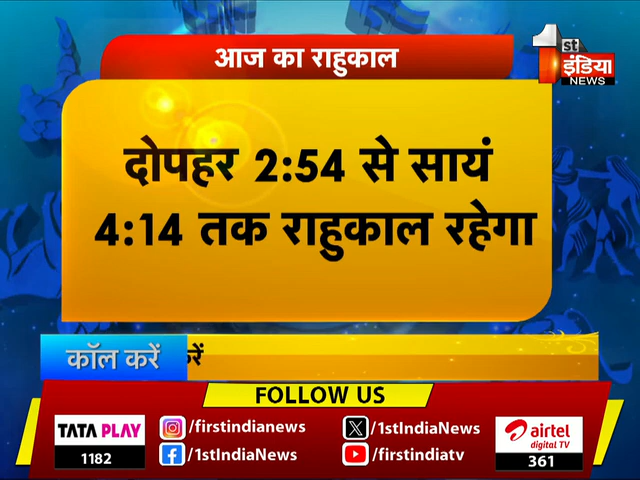 आज का राहुकाल
1st
इंडिया
NEWS
दोपहर 2:54 से सायं
4:14 तक राहुकाल रहेगा
कॉल करें
रें
FOLLOW US
TATA PLAY
1182
/firstindianews
/1stIndiaNews
/1stIndiaNews
/firstindiatv
airtel
digital TV
361